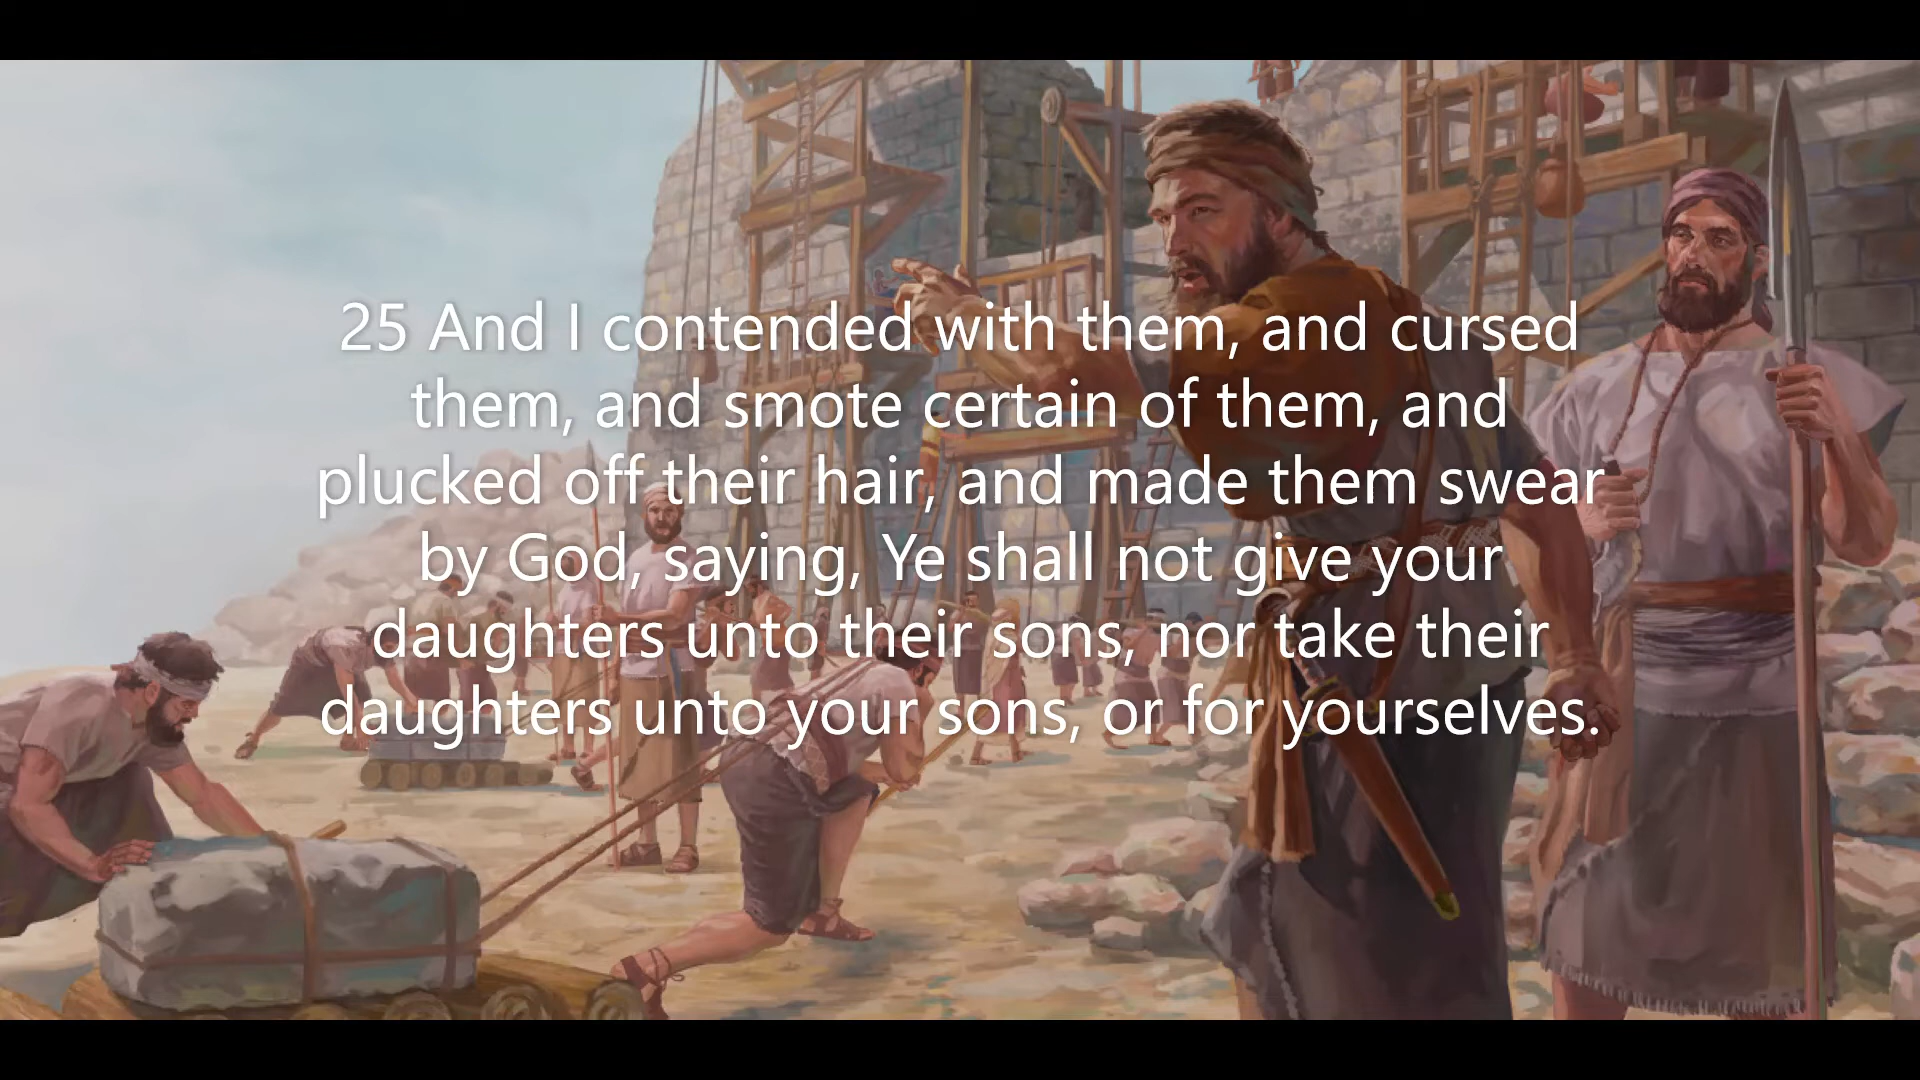 25 And I contended with them, and cursed
them, and smote certain of them, and
plucked off their hair, and made them swear
by God, saying, Ye shall not give your
daughters unto their sons, nor take their
daughters unto your sons, or for yourselves.